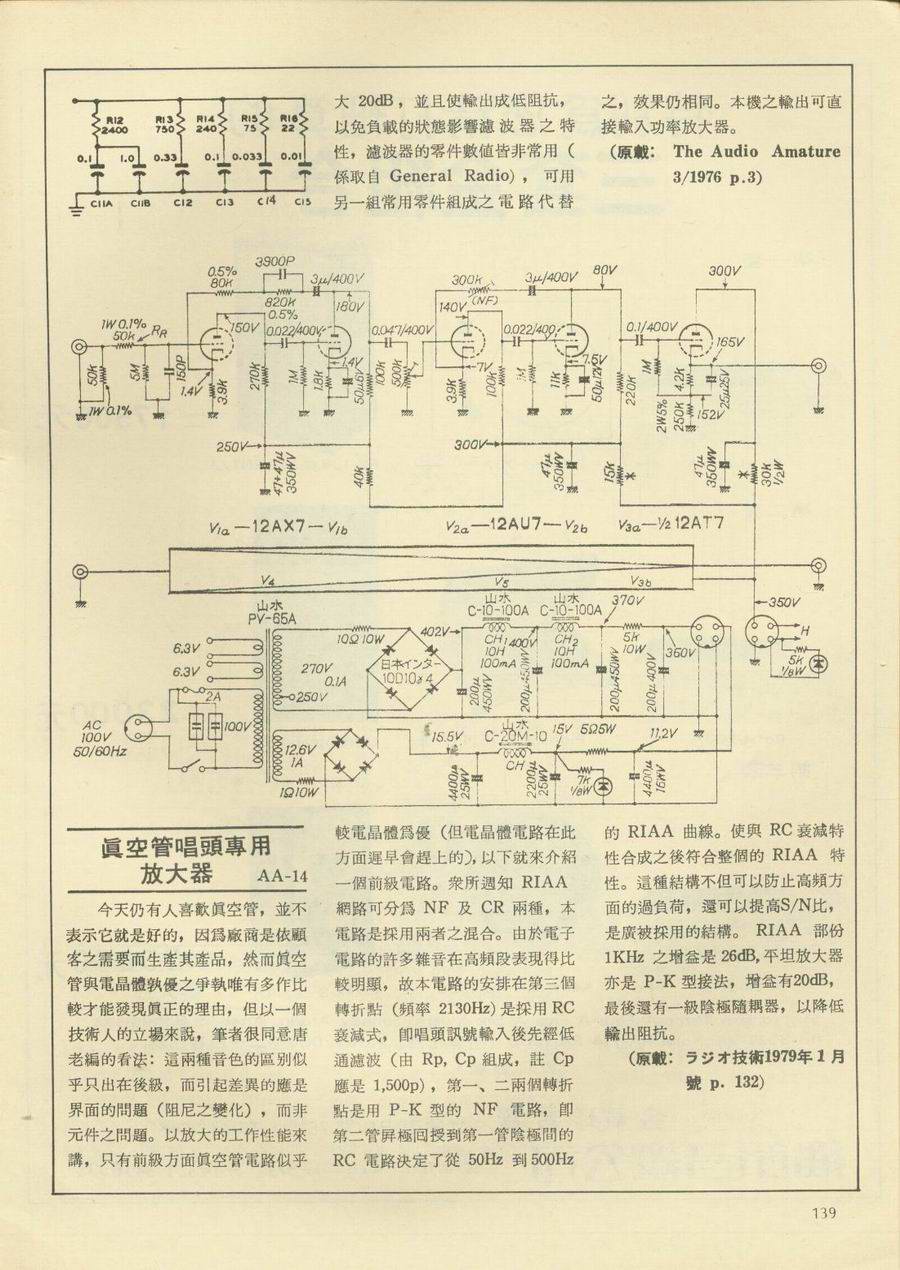 R12
2400
R13
750
R14
240
R15
75
R16
22
0.1
1.0
0.33
0.1
0.033
0.01
C11A
C11B
C12
C13
C14
C15
大 20dB，並且使輸出成低阻抗，
以免負載的狀態影響濾波器之特
性，濾波器的零件數值皆非常用（
係取自 General Radio），可用
另一組常用零件組成之電路代替
之，效果仍相同。本機之輸出可直
接輸入功率放大器。
（原載： The Audio Amature
3/1976 p.3)
3900P
0.5%
80k
820k
0.5%
3μ/400V
180V
300k
(NF)
3μ/400V
80V
300V
140V
1W 0.1%
50k
RR
150V
0.022/400V
0.047/400V
0.022/400
0.1/400V
165V
50k
5M
150P
1.4V
3.9k
270k
1M
1.8k
1.4V
50μ6V
100k
500k
7V
3.9k
100k
1M
11k
7.5V
50μ12V
220k
1M
4.2k
2W5%
250K
152V
25μ25V
1W 0.1%
250V
47+47μ
350WV
40k
300V
47μ
350WV
15k
*
47μ
350WV
*
30k
½W
V1a—12AX7—V1b
V2a—12AU7—V2b
V3a—½12AT7
V4
V5
V3b
山水
PV-65A
6.3V
6.3V
2A
100V
AC
100V
50/60Hz
270V
0.1A
250V
12.6V
1A
10Ω10W
1Ω10W
日本インター
10D10×4
402V
山水
C-10-100A
CH1
10H
100mA
400V
山水
C-10-100A
CH2
10H
100mA
370V
5k
10W
360V
350V
H
5k
⅛W
200μ
450WV
200μ450WV
200μ450WV
200μ400V
15.5V
山水
C-20M-10
CH
15V
5Ω5W
11.2V
4400μ
25WV
2200μ
25WV
7k
⅛W
4400μ
16WV
眞空管唱頭專用
放大器 AA-14
今天仍有人喜歡眞空管，並不
表示它就是好的，因爲廠商是依顧
客之需要而生產其產品，然而眞空
管與電晶體孰優之爭執唯有多作比
較才能發現眞正的理由，但以一個
技術人的立場來說，筆者很同意唐
老編的看法：這兩種音色的區別似
乎只出在後級，而引起差異的應是
界面的問題（阻尼之變化），而非
元件之問題。以放大的工作性能來
講，只有前級方面眞空管電路似乎
較電晶體爲優（但電晶體電路在此
方面遲早會趕上的），以下就來介紹
一個前級電路。衆所週知 RIAA
網路可分爲 NF 及 CR 兩種，本
電路是採用兩者之混合。由於電子
電路的許多雜音在高頻段表現得比
較明顯，故本電路的安排在第三個
轉折點（頻率 2130Hz) 是採用 RC
衰減式，卽唱頭訊號輸入後先經低
通濾波（由 Rp, Cp 組成，註 Cp
應是 1,500p)，第一、二兩個轉折
點是用 P-K 型的 NF 電路，卽
第二管屏極囘授到第一管陰極間的
RC 電路決定了從 50Hz 到 500Hz
的 RIAA 曲線。使與 RC 衰減特
性合成之後符合整個的 RIAA 特
性。這種結構不但可以防止高頻方
面的過負荷，還可以提高S/N比，
是廣被採用的結構。 RIAA 部份
1KHz 之增益是 26dB, 平坦放大器
亦是 P-K 型接法，增益有20dB，
最後還有一級陰極隨耦器，以降低
輸出阻抗。
（原載： ラジオ技術1979年 1 月
號 p. 132)
139